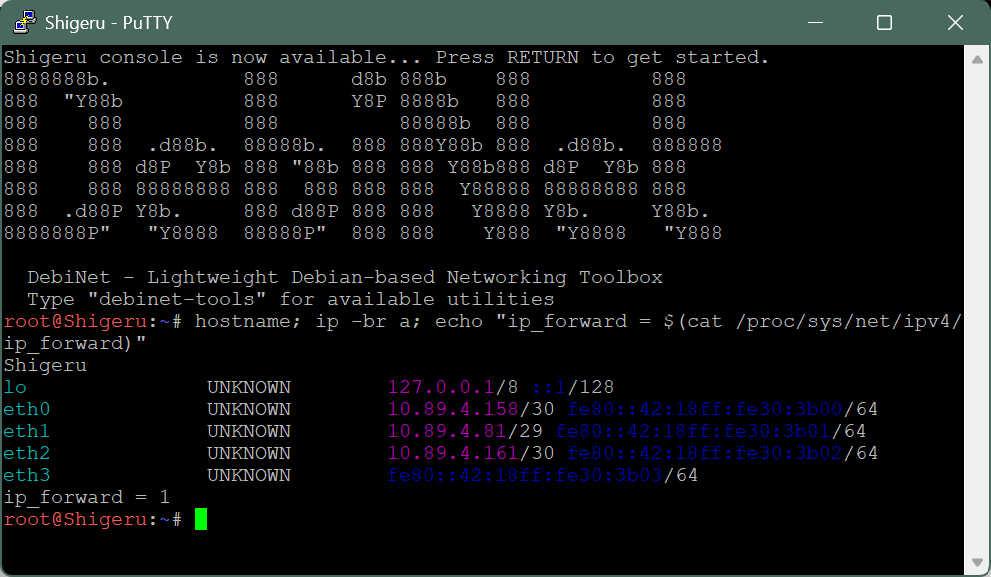 Shigeru - PuTTY
Shigeru console is now available... Press RETURN to get started.
8888888b.            888      d8b 888b    888          888
888  "Y88b           888      Y8P 8888b   888          888
888    888           888          88888b  888          888
888    888  .d88b.  88888b.  888 888Y88b 888  .d88b.  888888
888    888 d8P  Y8b 888 "88b 888 888 Y88b888 d8P  Y8b 888
888    888 88888888 888  888 888 888  Y88888 88888888 888
888  .d88P Y8b.     888 d88P 888 888   Y8888 Y8b.     Y88b.
8888888P"   "Y8888  88888P"  888 888    Y888  "Y8888   "Y888
DebiNet - Lightweight Debian-based Networking Toolbox
Type "debinet-tools" for available utilities
root@Shigeru:~# hostname; ip -br a; echo "ip_forward = $(cat /proc/sys/net/ipv4/
ip_forward)"
Shigeru
lo               UNKNOWN        127.0.0.1/8 ::1/128
eth0             UNKNOWN        10.89.4.158/30 fe80::42:18ff:fe30:3b00/64
eth1             UNKNOWN        10.89.4.81/29 fe80::42:18ff:fe30:3b01/64
eth2             UNKNOWN        10.89.4.161/30 fe80::42:18ff:fe30:3b02/64
eth3             UNKNOWN        fe80::42:18ff:fe30:3b03/64
ip_forward = 1
root@Shigeru:~#